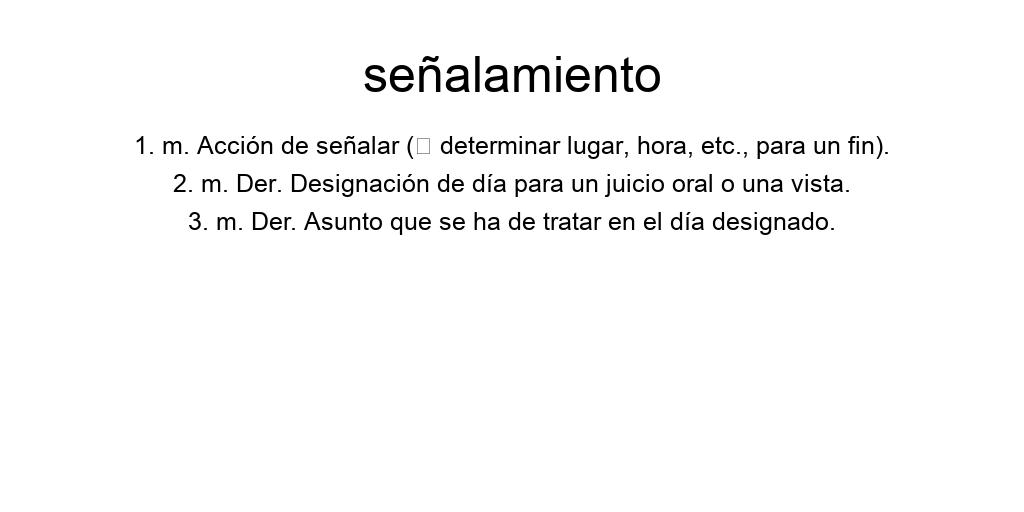 señalamiento
1. m. Acción de señalar (□ determinar lugar, hora, etc., para un fin).
2. m. Der. Designación de día para un juicio oral o una vista.
3. m. Der. Asunto que se ha de tratar en el día designado.